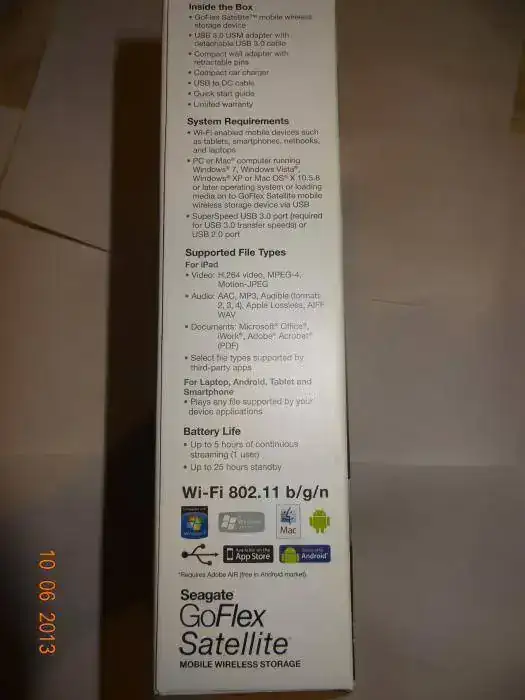 Inside the Box
• GoFlex Satellite™ mobile wireless
storage device
• USB 3.0 USM adapter with
detachable USB 3.0 cable
• Compact wall adapter with
retractable pins
• Compact car charger
• USB to DC cable
• Quick start guide
• Limited warranty
System Requirements
• Wi-Fi enabled mobile devices such
as tablets, smartphones, netbooks,
and laptops
• PC or Mac® computer running
Windows® 7, Windows Vista®,
Windows® XP or Mac OS® X 10.5.8
or later operating system or loading
media on to GoFlex Satellite mobile
wireless storage device via USB
• SuperSpeed USB 3.0 port (required
for USB 3.0 transfer speeds) or
USB 2.0 port
Supported File Types
For iPad
• Video: H.264 video, MPEG-4,
Motion-JPEG
• Audio: AAC, MP3, Audible (formats
2, 3, 4), Apple Lossless, AIFF
WAV
• Documents: Microsoft® Office®,
iWork®, Adobe® Acrobat®
(PDF)
• Select file types supported by
third-party apps
For Laptop, Android, Tablet and
Smartphone
• Plays any file supported by your
device applications
Battery Life
• Up to 5 hours of continuous
streaming (1 user)
• Up to 25 hours standby
Wi-Fi 802.11 b/g/n
Windows
Mac
Available on the
App Store
Android
*Requires Adobe AIR (free in Android market).
Seagate
GoFlex
Satellite
MOBILE WIRELESS STORAGE
10 06 2013